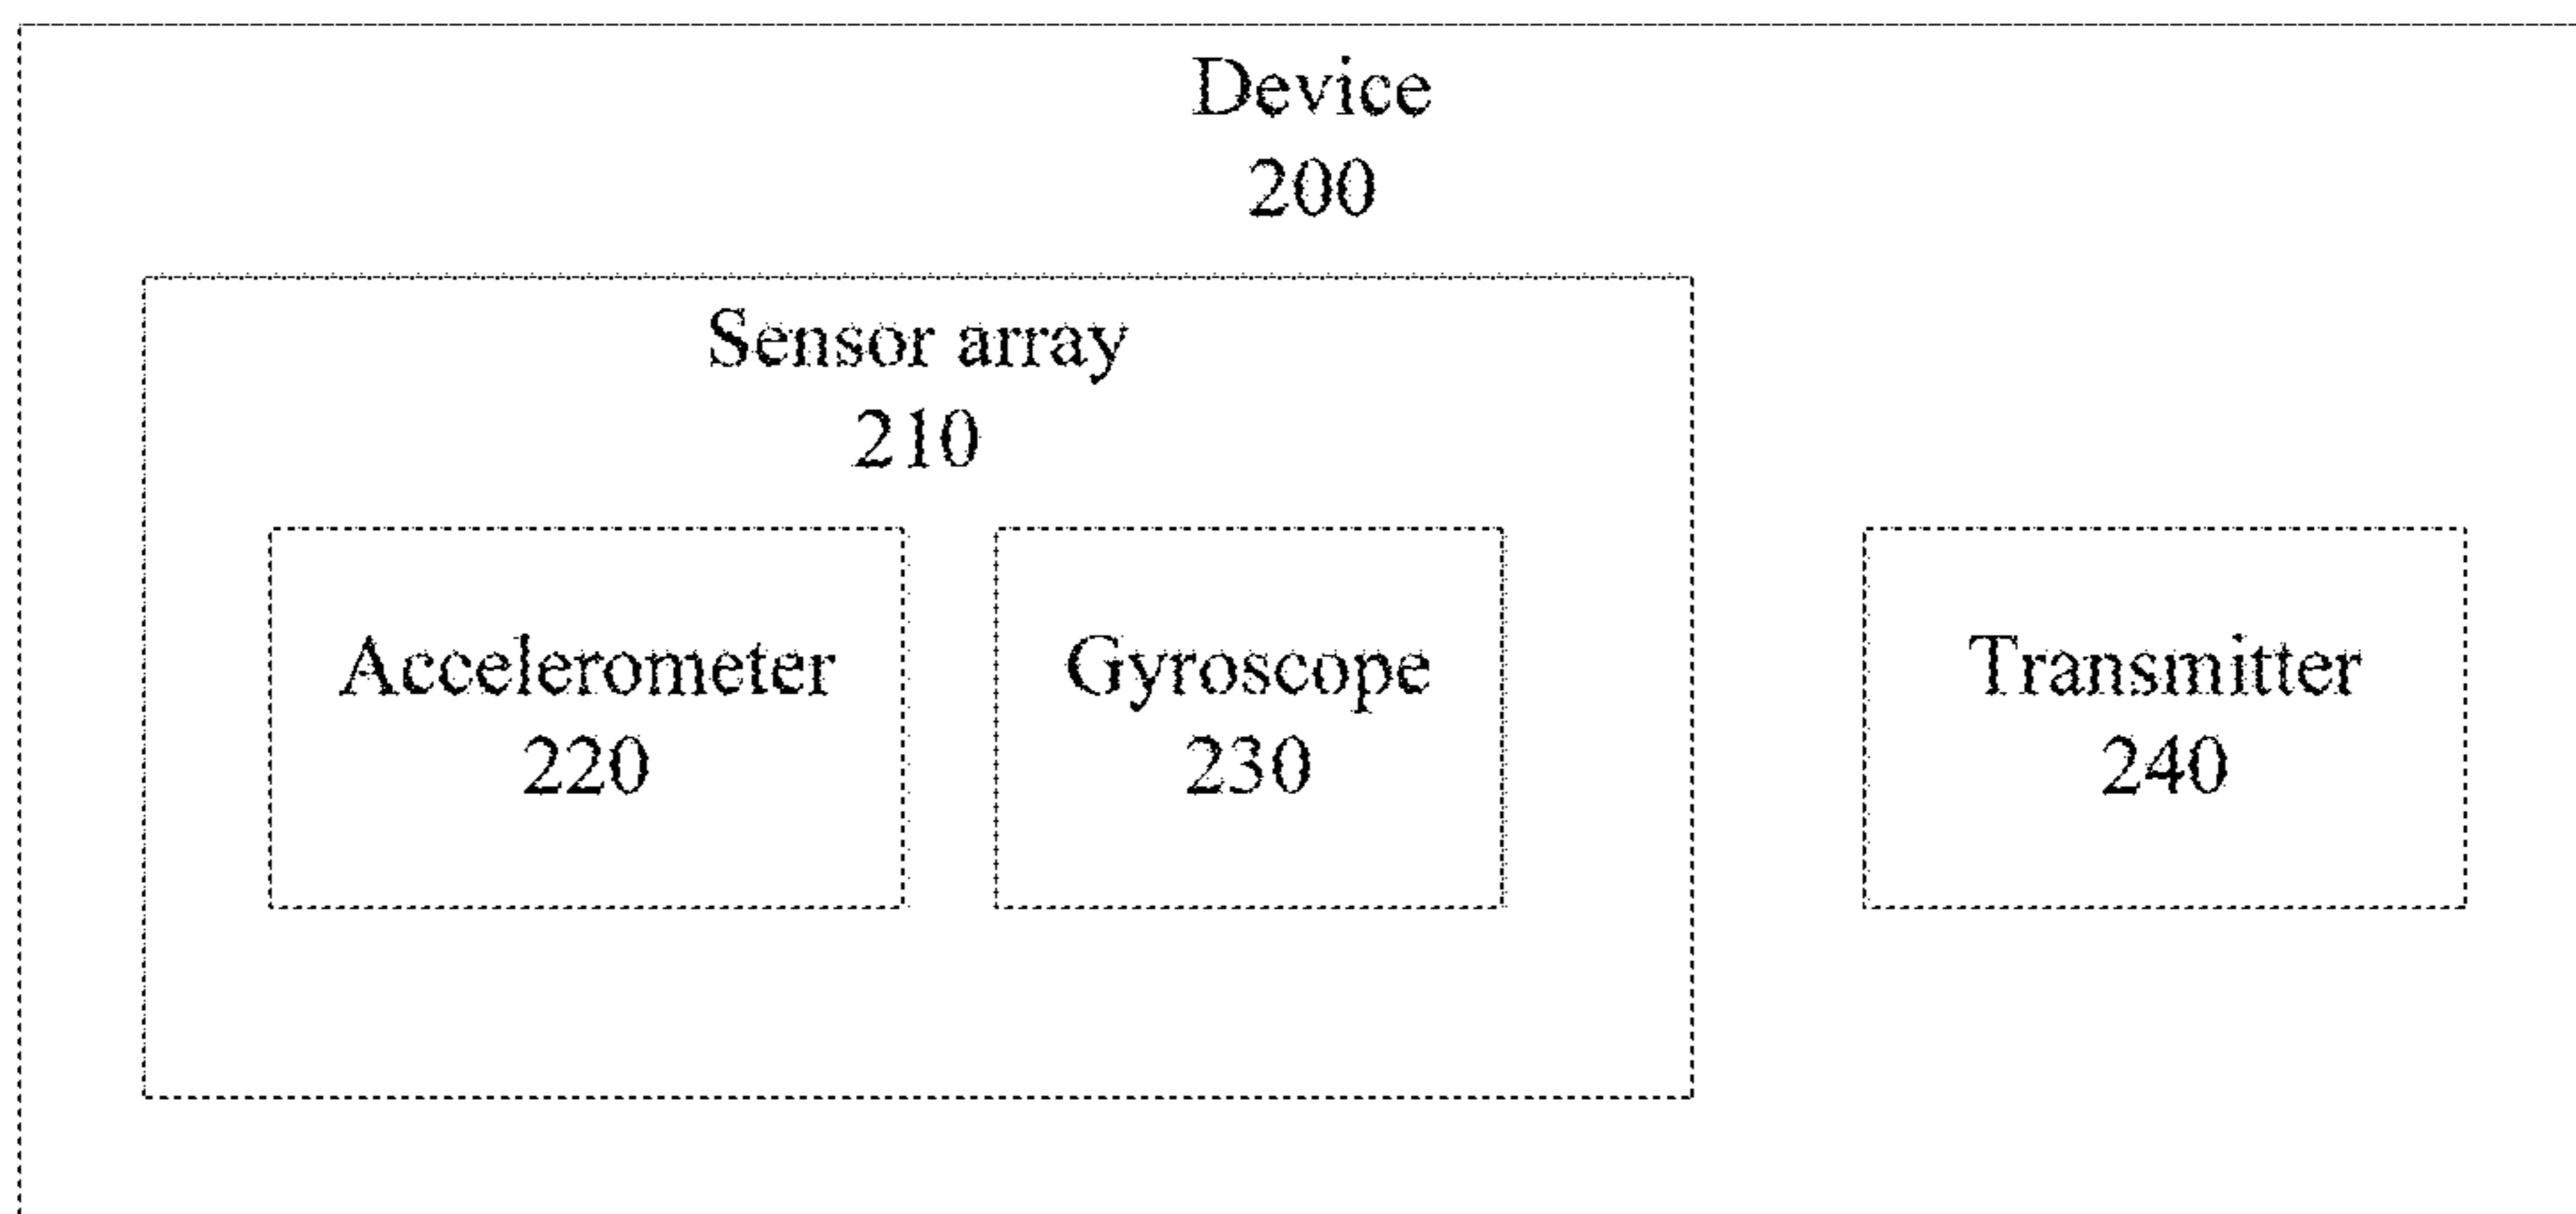 Device
200
Sensor array
210
Accelerometer
220
Gyroscope
230
Transmitter
240